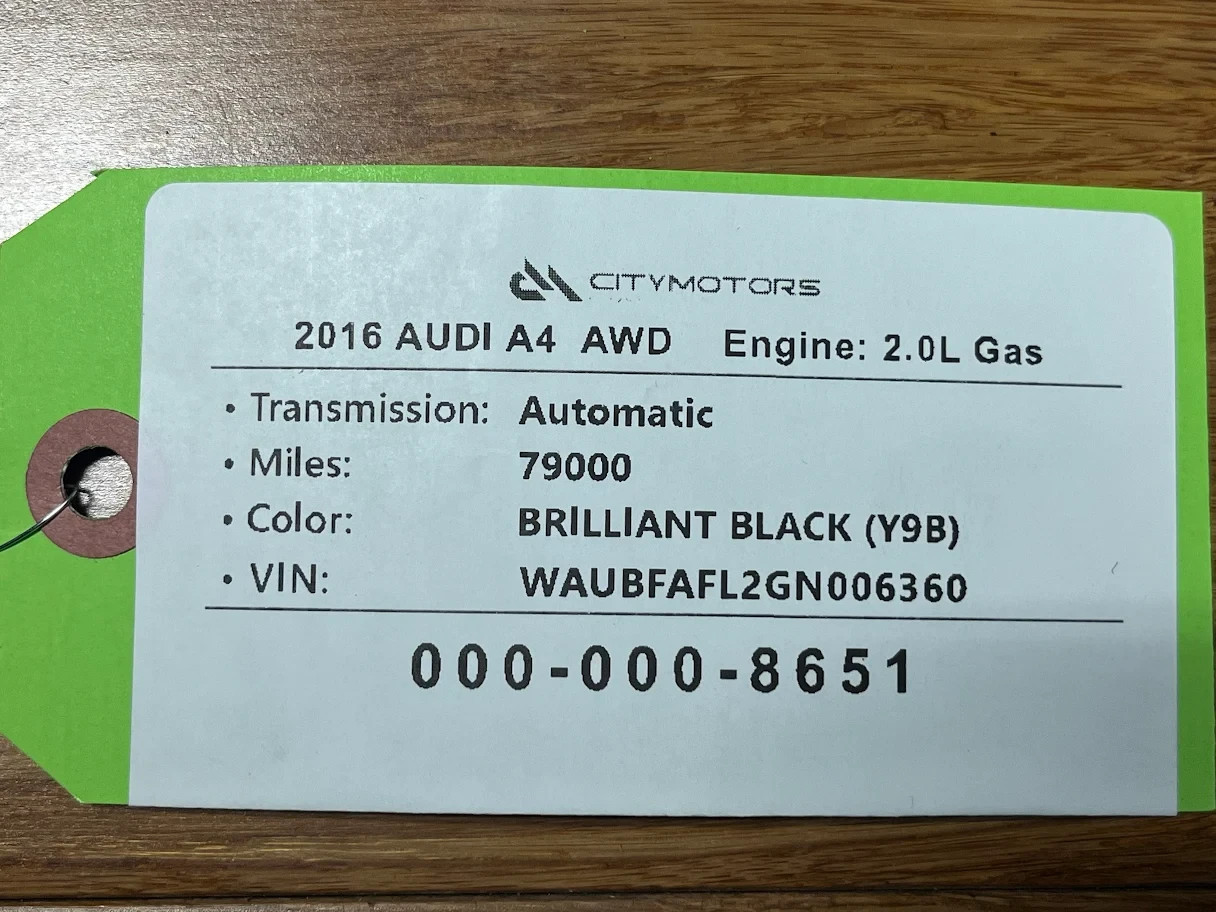 CITYMOTORS
2016 AUDI A4 AWD Engine: 2.0L Gas
• Transmission: Automatic
• Miles: 79000
• Color: BRILLIANT BLACK (Y9B)
• VIN: WAUBFAFL2GN006360
000-000-8651